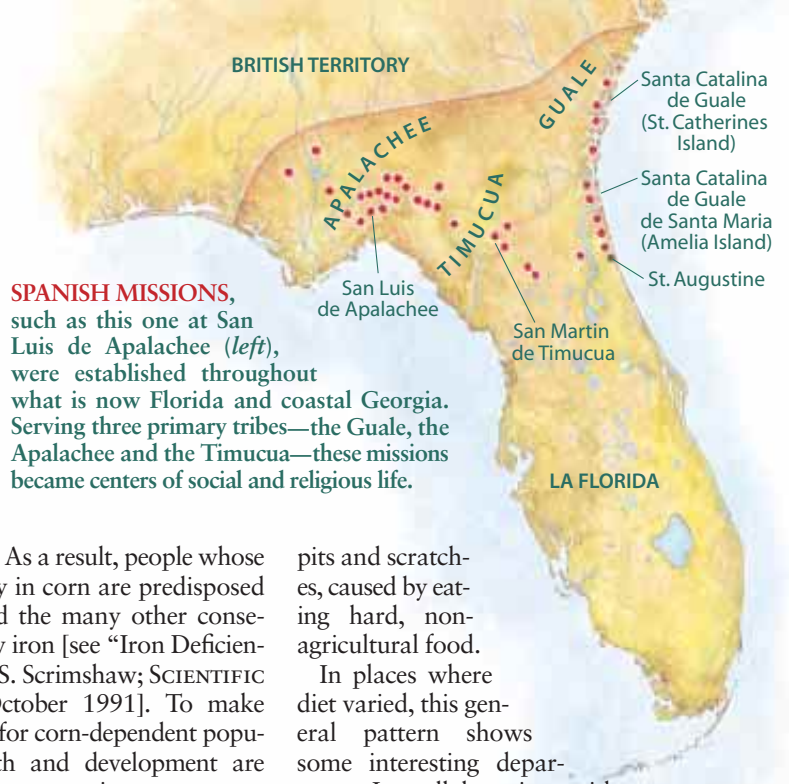 BRITISH TERRITORY
GUALE
APALACHEE
TIMUCUA
Santa Catalina
de Guale
(St. Catherines
Island)
Santa Catalina
de Guale
de Santa Maria
(Amelia Island)
St. Augustine
San Luis
de Apalachee
San Martin
de Timucua
LA FLORIDA
SPANISH MISSIONS,
such as this one at San
Luis de Apalachee (left),
were established throughout
what is now Florida and coastal Georgia.
Serving three primary tribes—the Guale, the
Apalachee and the Timucua—these missions
became centers of social and religious life.
As a result, people whose
y in corn are predisposed
d the many other conse-
w iron [see “Iron Deficien-
S. Scrimshaw; SCIENTIFIC
October 1991]. To make
for corn-dependent popu-
th and development are
pits and scratch-
es, caused by eat-
ing hard, non-
agricultural food.
In places where
diet varied, this gen-
eral pattern shows
some interesting depar-